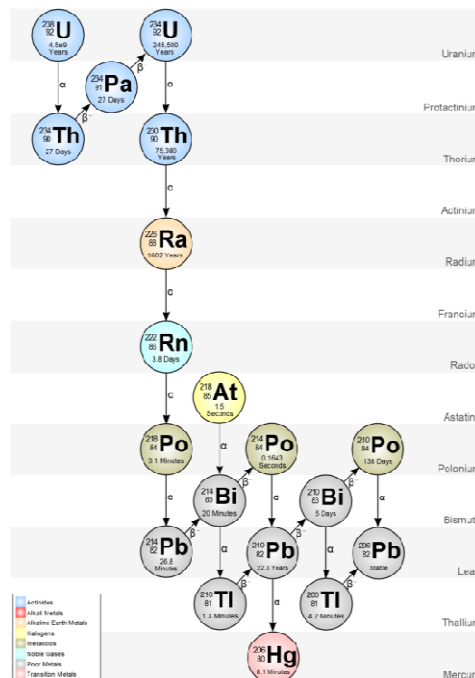 238
92 U
4.5e9
Years
234
92 U
245,500
Years
Uranium
α
β⁻
234
91 Pa
27 Days
β⁻
α
Protactinium
234
90 Th
27 Days
230
90 Th
75,380
Years
Thorium
α
Actinium
226
88 Ra
1602 Years
Radium
α
Francium
222
86 Rn
3.8 Days
Rado
α
218
85 At
1.5
Seconds
Astatin
218
84 Po
3.1 Minutes
α
214
84 Po
0.1643
Seconds
210
84 Po
138 Days
Polonium
α
β⁻
214
83 Bi
20 Minutes
β⁻
α
β⁻
210
83 Bi
5 Days
β⁻
α
Bismut
214
82 Pb
26.8
Minutes
α
210
82 Pb
22.3 Years
α
206
82 Pb
Stable
Lea
β⁻
β⁻
210
81 Tl
1.3 Minutes
α
81 Tl
4.2 Minutes
Thallium
206
80 Hg
8.1 Minutes
Mercur
Actinides
Alkali Metals
Alkaline Earth Metals
Halogens
Metalloids
Noble Gases
Poor Metals
Transition Metals